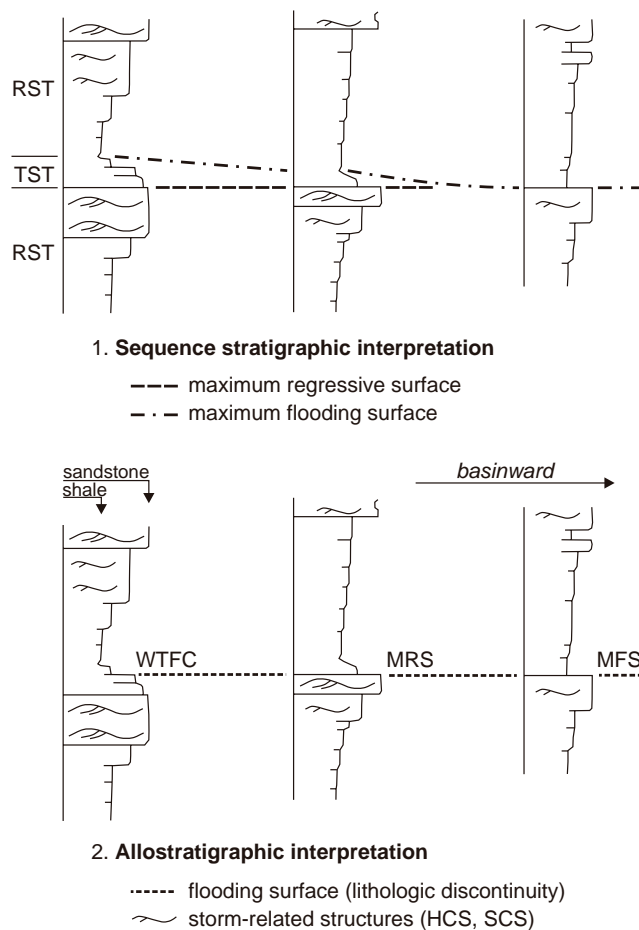 RST
TST
RST
1. Sequence stratigraphic interpretation
maximum regressive surface
maximum flooding surface
sandstone
shale
basinward
WTFC
MRS
MFS
2. Allostratigraphic interpretation
flooding surface (lithologic discontinuity)
storm-related structures (HCS, SCS)